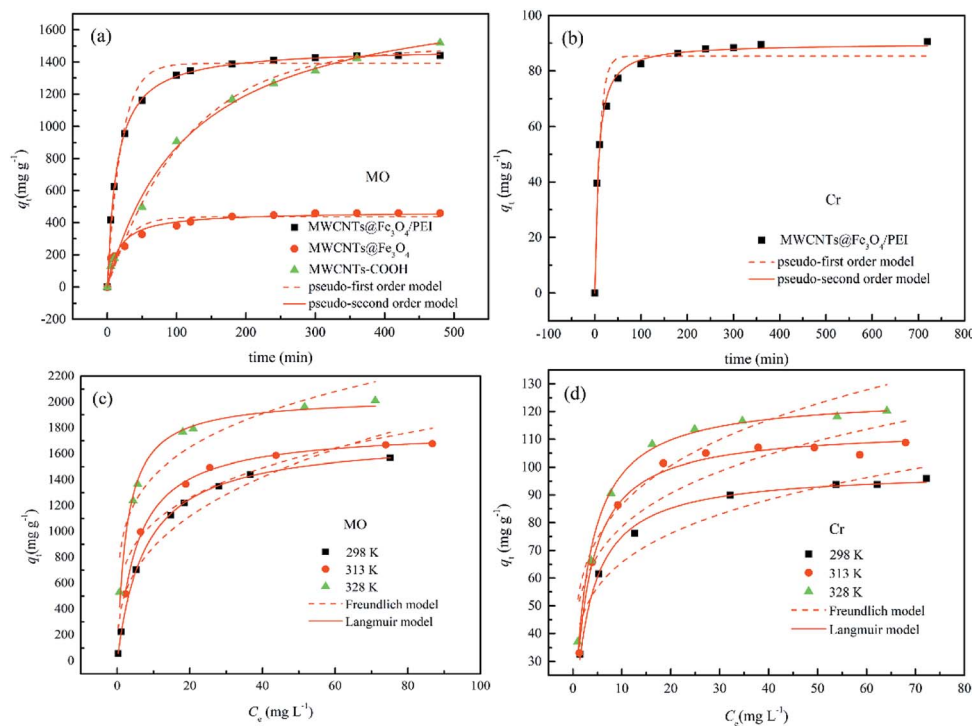 (a)
1600
1400
1200
1000
800
600
400
200
0
-200
qₜ(mg g⁻¹)
MO
MWCNTs@Fe₃O₄/PEI
MWCNTs@Fe₃O₄
MWCNTs-COOH
pseudo-first order model
pseudo-second order model
0 100 200 300 400 500
time (min)
(b)
100
80
60
40
20
0
qₜ (mg g⁻¹)
Cr
MWCNTs@Fe₃O₄/PEI
pseudo-first order model
pseudo-second order model
-100 0 100 200 300 400 500 600 700 800
time (min)
(c)
2200
2000
1800
1600
1400
1200
1000
800
600
400
200
0
qₜ(mg g⁻¹)
MO
298 K
313 K
328 K
Freundlich model
Langmuir model
0 20 40 60 80 100
Cₑ (mg L⁻¹)
(d)
130
120
110
100
90
80
70
60
50
40
30
qₜ (mg g⁻¹)
Cr
298 K
313 K
328 K
Freundlich model
Langmuir model
0 10 20 30 40 50 60 70 80
Cₑ(mg L⁻¹)